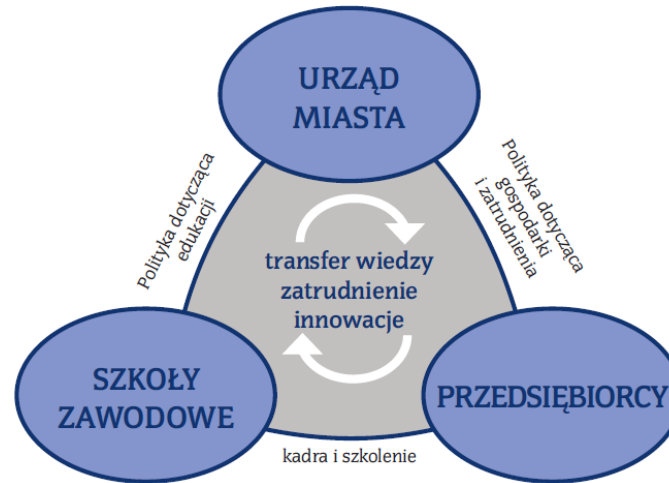 URZĄD
MIASTA
Polityka dotycząca
edukacji
Polityka dotycząca
gospodarki
i zatrudnienia
transfer wiedzy
zatrudnienie
innowacje
SZKOŁY
ZAWODOWE
PRZEDSIĘBIORCY
kadra i szkolenie